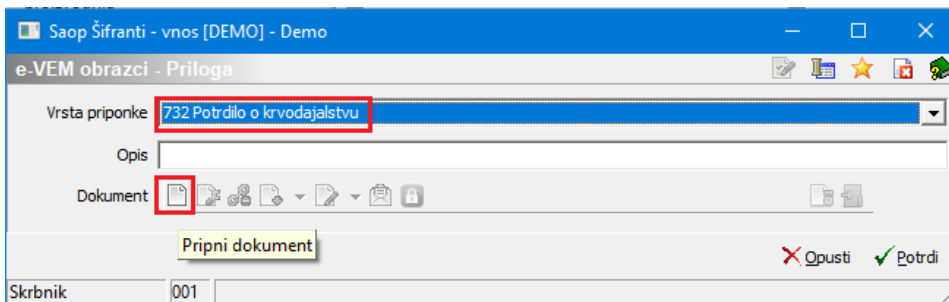 Saop Šifranti - vnos [DEMO] - Demo
e-VEM obrazci - Priloga
Vrsta priponke 732 Potrdilo o krvodajalstvu
Opis
Dokument
Pripni dokument
Opusti Potrdi
Skrbnik 001